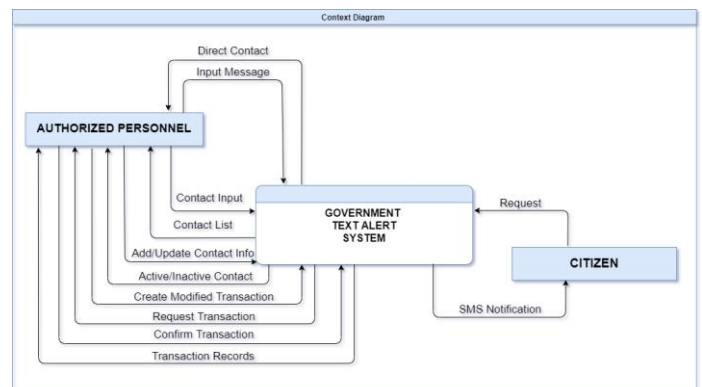 Context Diagram
Direct Contact
Input Message
AUTHORIZED PERSONNEL
Contact Input
Contact List
Add/Update Contact Info
Active/Inactive Contact
Create Modified Transaction
Request Transaction
Confirm Transaction
Transaction Records
GOVERNMENT
TEXT ALERT
SYSTEM
Request
CITIZEN
SMS Notification